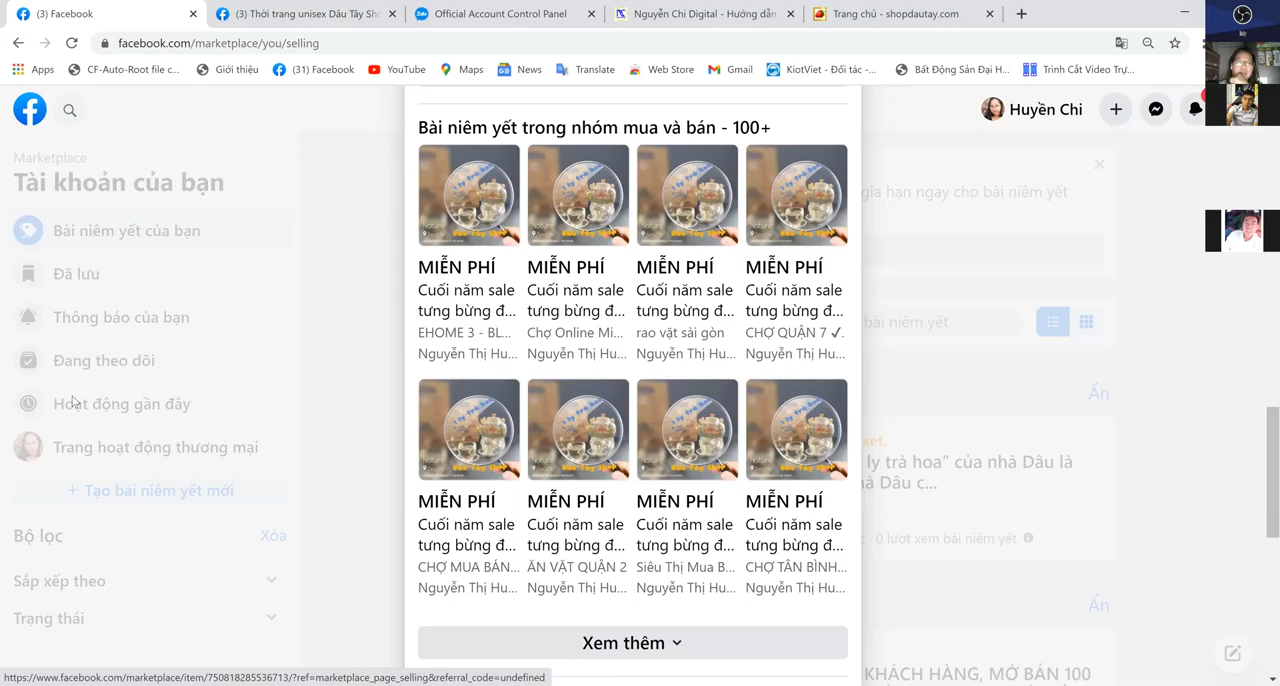 (3) Facebook
(3) Thời trang unisex Dâu Tây Sh
Official Account Control Panel
Nguyễn Chi Digital - Hướng dẫn
Trang chủ - shopdautay.com
facebook.com/marketplace/you/selling
Apps
CF-Auto-Root file c...
Giới thiệu
(31) Facebook
YouTube
Maps
News
Translate
Web Store
Gmail
KiotViet - Đối tác -...
Bất Động Sản Đại H...
Trình Cắt Video Trự...
Huyền Chi
Marketplace
Tài khoản của bạn
Bài niêm yết của bạn
Đã lưu
Thông báo của bạn
Đang theo dõi
Hoạt động gần đây
Trang hoạt động thương mại
+ Tạo bài niêm yết mới
Bộ lọc
Xóa
Sắp xếp theo
Trạng thái
Bài niêm yết trong nhóm mua và bán - 100+
MIỄN PHÍ MIỄN PHÍ MIỄN PHÍ MIỄN PHÍ
Cuối năm sale Cuối năm sale Cuối năm sale Cuối năm sale
tưng bừng đ... tưng bừng đ... tưng bừng đ... tưng bừng đ...
EHOME 3 - BL... Chợ Online Mi... rao vặt sài gòn CHỢ QUẬN 7 ✓.
Nguyễn Thị Hu... Nguyễn Thị Hu... Nguyễn Thị Hu... Nguyễn Thị Hu...
MIỄN PHÍ MIỄN PHÍ MIỄN PHÍ MIỄN PHÍ
Cuối năm sale Cuối năm sale Cuối năm sale Cuối năm sale
tưng bừng đ... tưng bừng đ... tưng bừng đ... tưng bừng đ...
CHỢ MUA BÁN... ĂN VẶT QUẬN 2 Siêu Thị Mua B... CHỢ TÂN BÌNH...
Nguyễn Thị Hu... Nguyễn Thị Hu... Nguyễn Thị Hu... Nguyễn Thị Hu...
Xem thêm
gia hạn ngay cho bài niêm yết
bài niêm yết
Ẩn
xet.
ly trà hoa” của nhà Dâu là
nhà Dâu c...
0 lượt xem bài niêm yết
Ẩn
KHÁCH HÀNG, MỞ BÁN 100
https://www.facebook.com/marketplace/item/750818285536713/?ref=marketplace_page_selling&referral_code=undefined